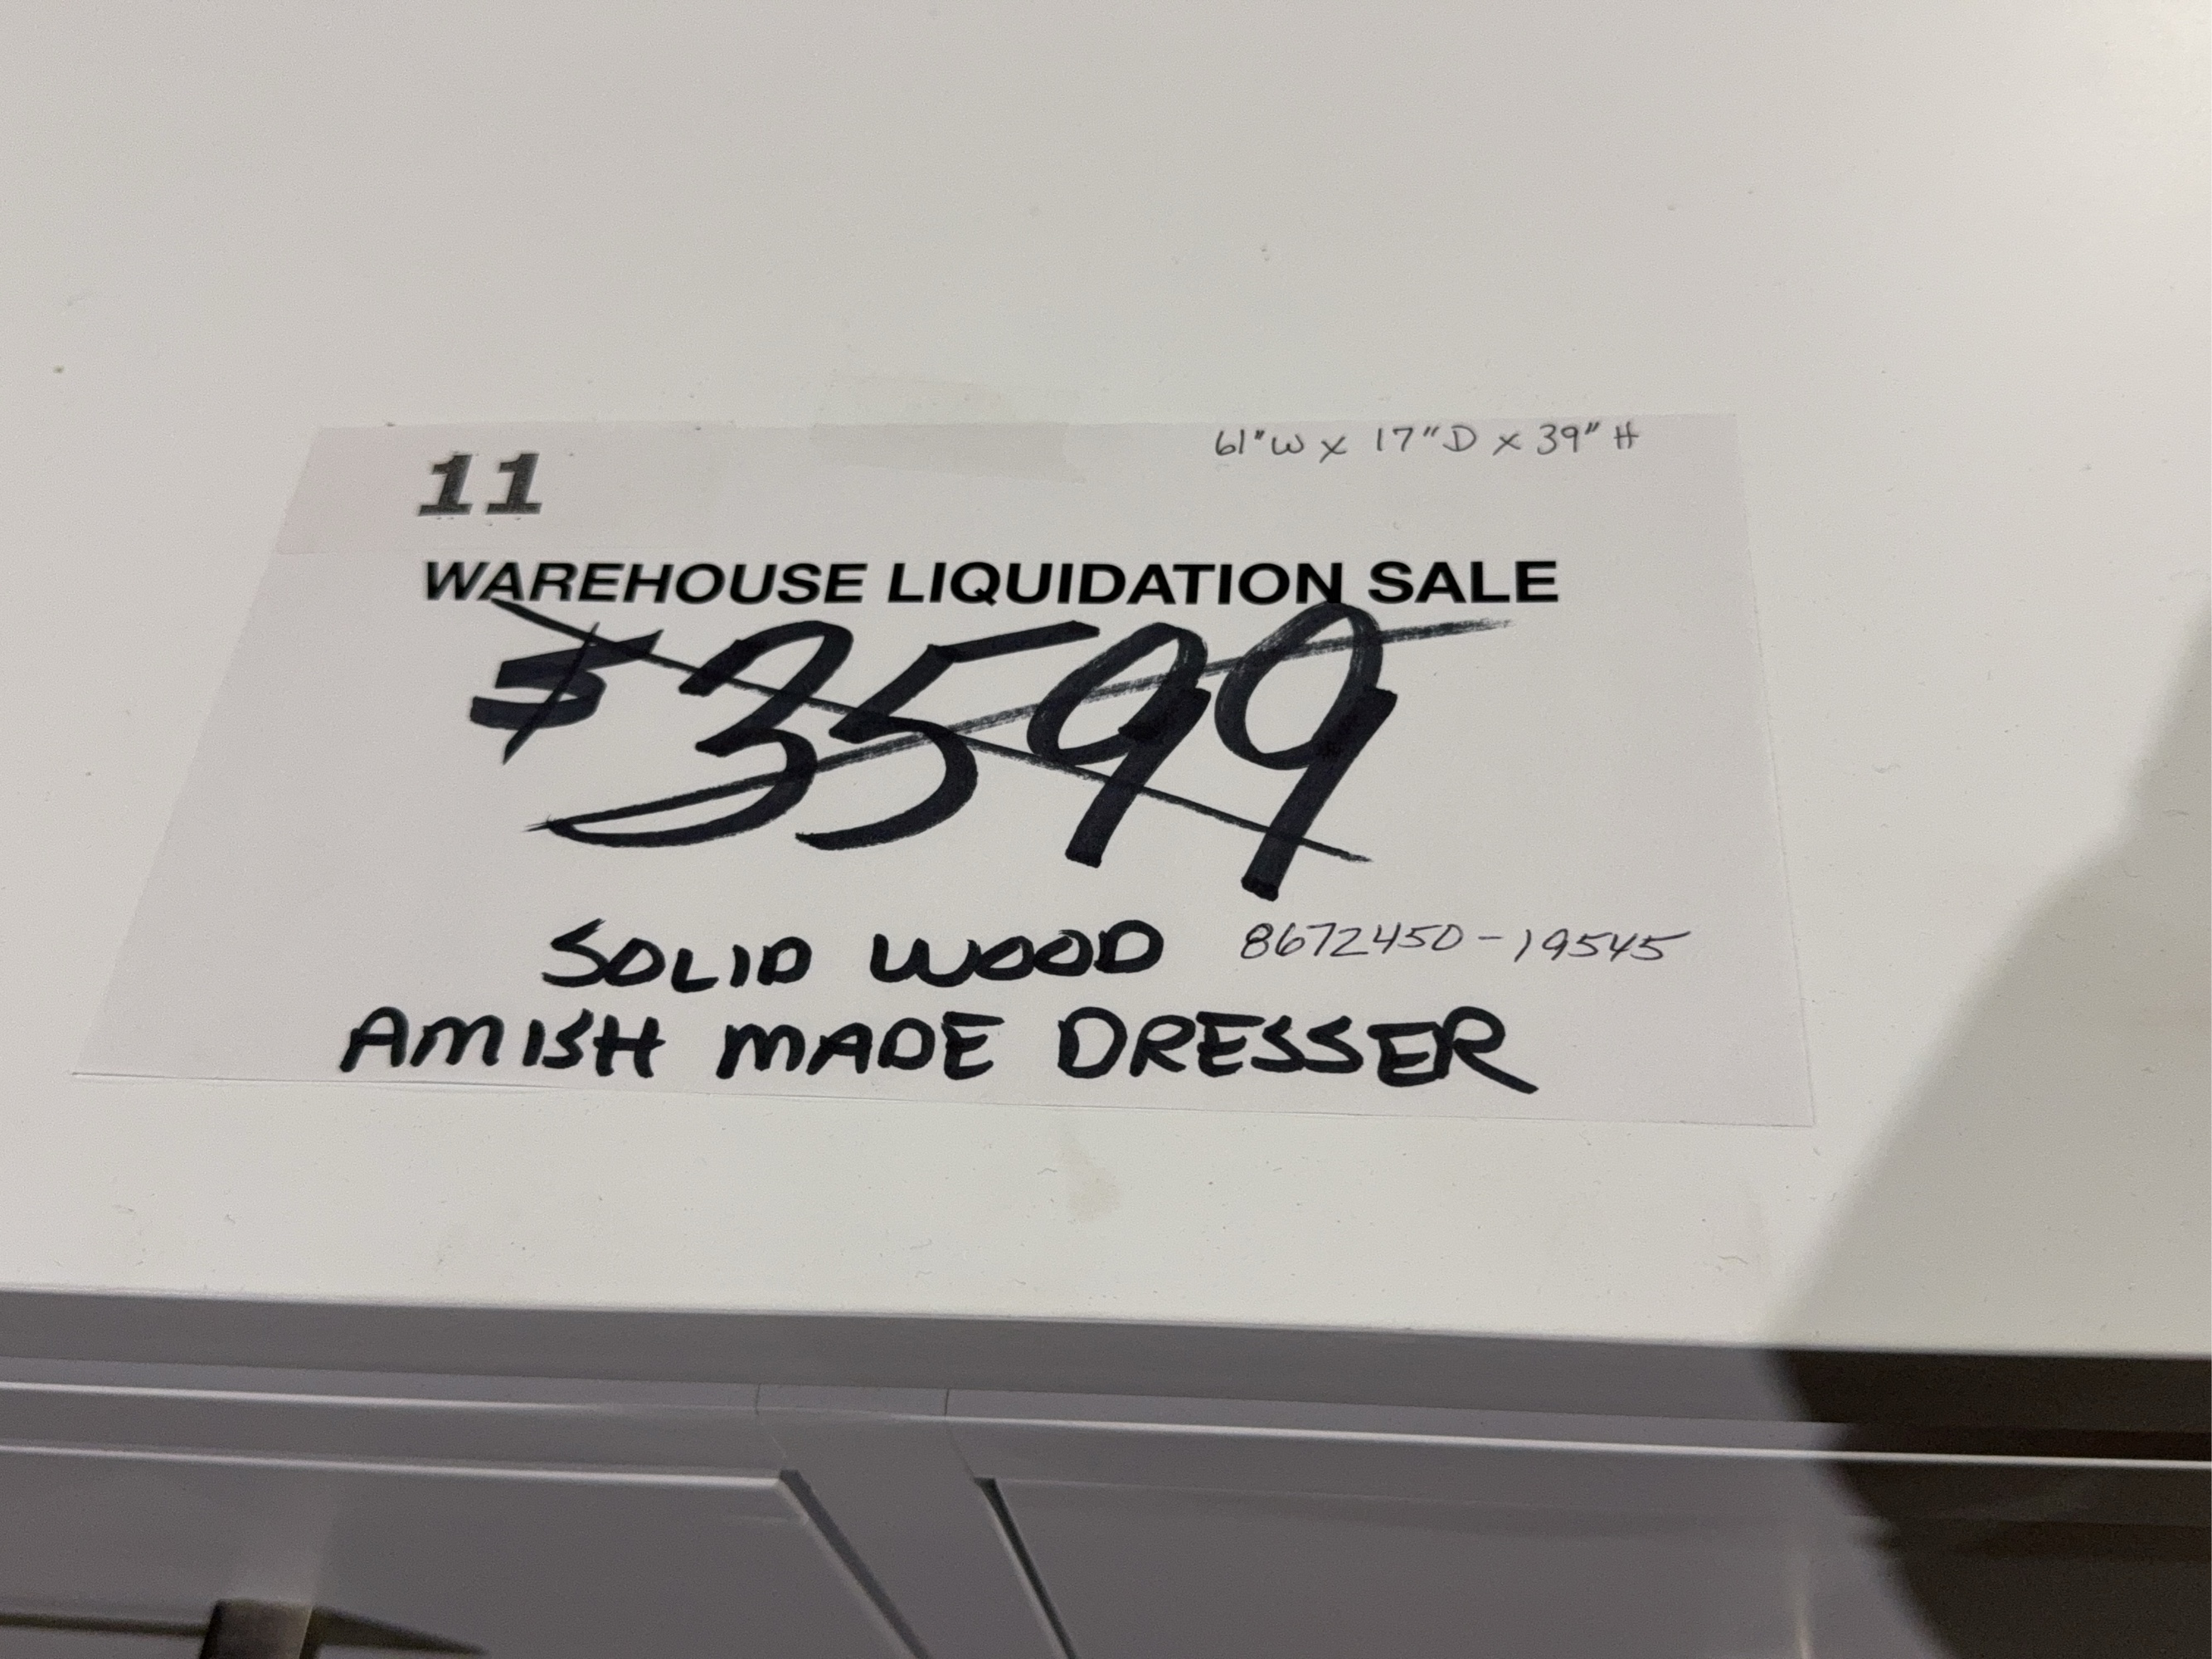 61"W x 17"D x 39"H
11
WAREHOUSE LIQUIDATION SALE
$3599
SOLID WOOD 8672450-19545
AMISH MADE DRESSER